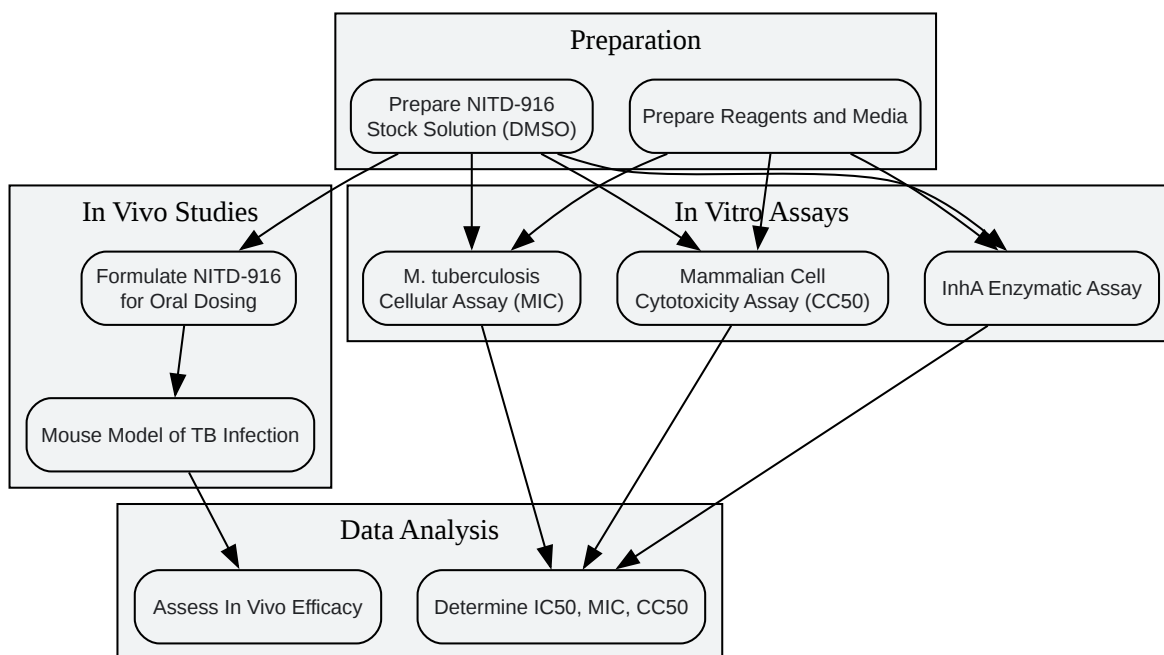 Preparation
Prepare NITD-916
Stock Solution (DMSO)
Prepare Reagents and Media
In Vivo Studies
In Vitro Assays
Formulate NITD-916
for Oral Dosing
M. tuberculosis
Cellular Assay (MIC)
Mammalian Cell
Cytotoxicity Assay (CC50)
InhA Enzymatic Assay
Mouse Model of TB Infection
Data Analysis
Assess In Vivo Efficacy
Determine IC50, MIC, CC50